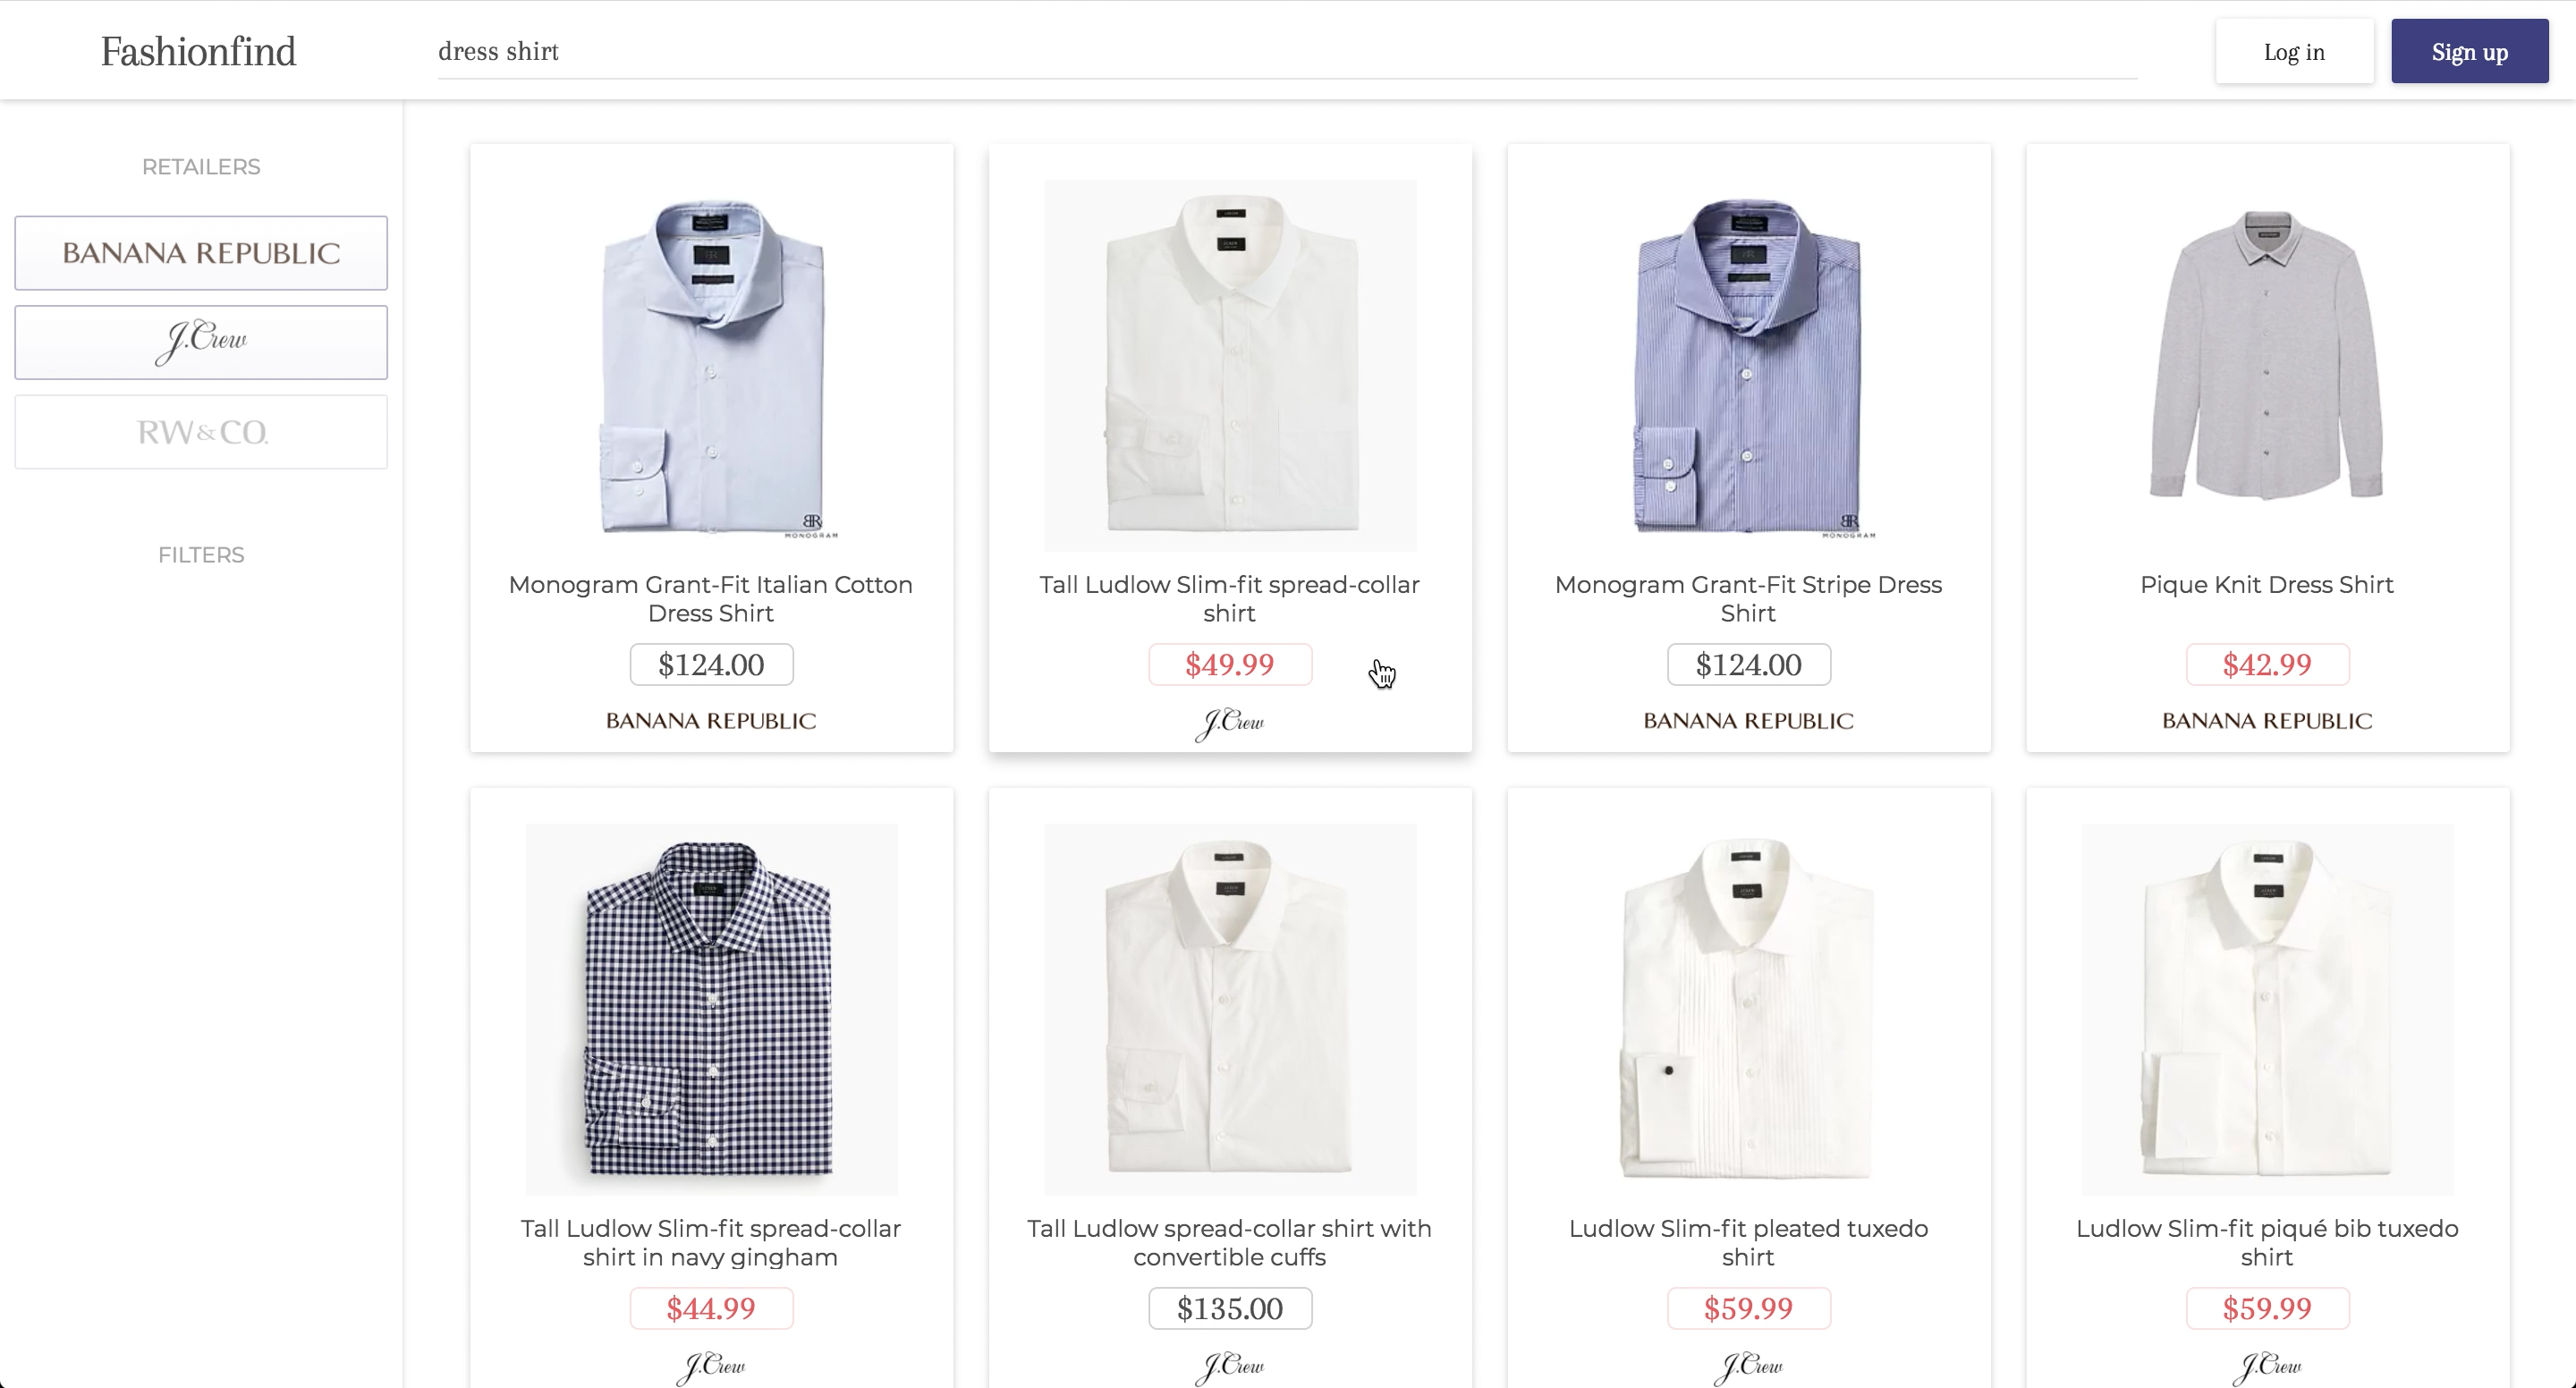 Fashionfind
dress shirt
Log in
Sign up
RETAILERS
BANANA REPUBLIC
J.Crew
RW&CO.
FILTERS
BR
MONOGRAM
Monogram Grant-Fit Italian Cotton
Dress Shirt
$124.00
BANANA REPUBLIC
Tall Ludlow Slim-fit spread-collar
shirt
$49.99
J.Crew
BR
MONOGRAM
Monogram Grant-Fit Stripe Dress
Shirt
$124.00
BANANA REPUBLIC
Pique Knit Dress Shirt
$42.99
BANANA REPUBLIC
Tall Ludlow Slim-fit spread-collar
shirt in navy gingham
$44.99
J.Crew
Tall Ludlow spread-collar shirt with
convertible cuffs
$135.00
J.Crew
Ludlow Slim-fit pleated tuxedo
shirt
$59.99
J.Crew
Ludlow Slim-fit piqué bib tuxedo
shirt
$59.99
J.Crew